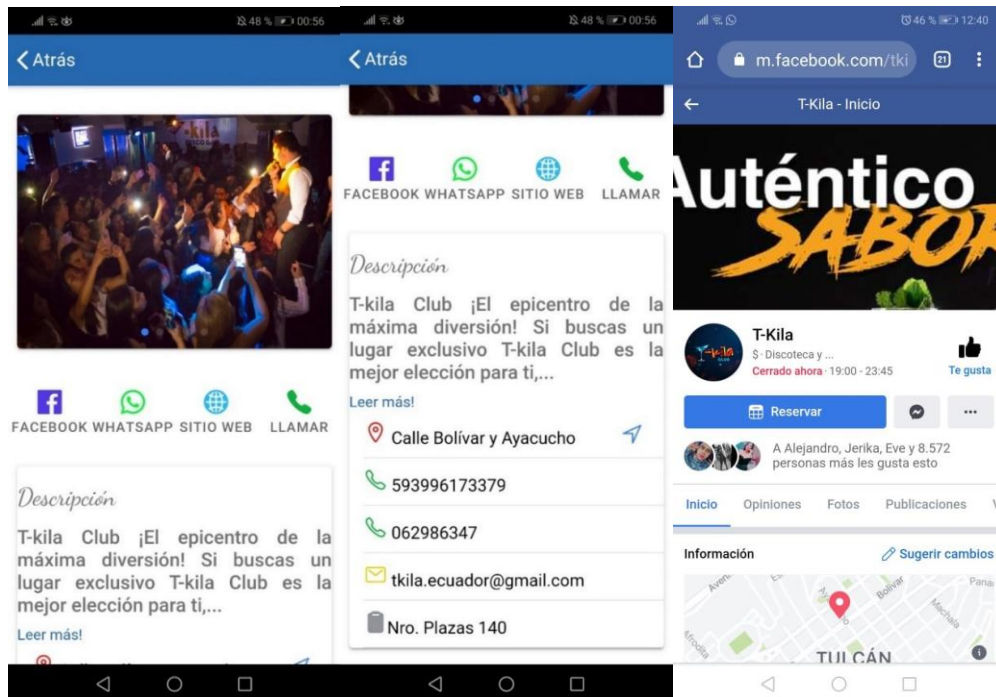 48 % 00:56
Atrás
T-kila
FACEBOOK WHATSAPP SITIO WEB LLAMAR
Descripción
T-kila Club ¡El epicentro de la
máxima diversión! Si buscas un
lugar exclusivo T-kila Club es la
mejor elección para ti,...
Leer más!
48 % 00:56
Atrás
FACEBOOK WHATSAPP SITIO WEB LLAMAR
Descripción
T-kila Club ¡El epicentro de la
máxima diversión! Si buscas un
lugar exclusivo T-kila Club es la
mejor elección para ti,...
Leer más!
Calle Bolívar y Ayacucho
593996173379
062986347
tkila.ecuador@gmail.com
Nro. Plazas 140
46 % 12:40
m.facebook.com/tki 21
T-Kila - Inicio
Auténtico
SABOR
T-kila
T-Kila
$ · Discoteca y ...
Cerrado ahora · 19:00 - 23:45
Te gusta
Reservar
A Alejandro, Jerika, Eve y 8.572
personas más les gusta esto
Inicio Opiniones Fotos Publicaciones V
Información Sugerir cambios
Bolívar
Machala
Pana
TULCÁN